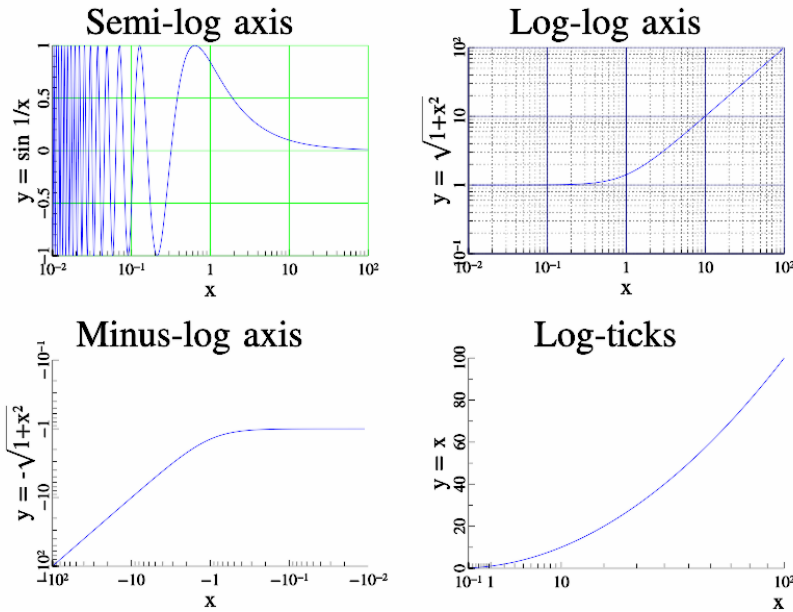 Semi-log axis
y = sin 1/x
1
0.5
0
−0.5
−1
10⁻² 10⁻¹ 1 10 10²
x
Log-log axis
y = √1+x²
10²
10
1
10⁻¹
10⁻² 10⁻¹ 1 10 10²
x
Minus-log axis
y = -√1+x²
−10⁻¹
−1
−10
−10²
−10² −10 −1 −10⁻¹ −10⁻²
x
Log-ticks
y = x
100
80
60
40
20
0
10⁻¹ 1 10 10²
x